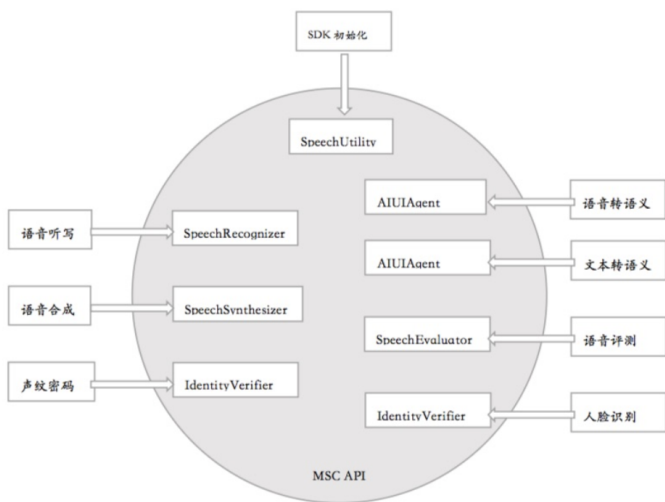 SDK 初始化
SpeechUtility
AIUIAgent
语音转语义
语音听写
SpeechRecognizer
AIUIAgent
文本转语义
语音合成
SpeechSynthesizer
SpeechEvaluator
语音评测
声纹密码
IdentityVerifier
IdentityVerifier
人脸识别
MSC API